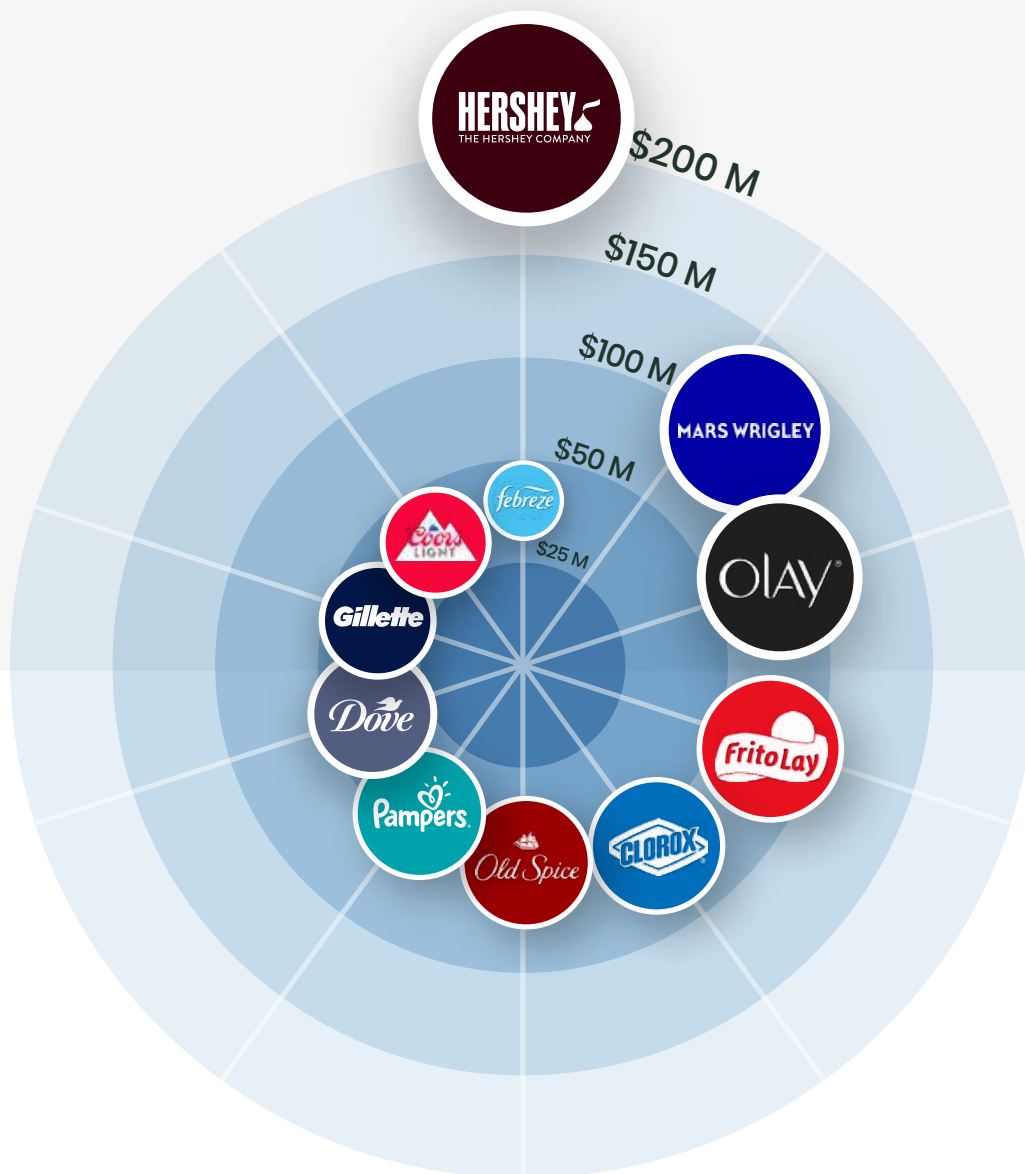 HERSHEY
THE HERSHEY COMPANY
$200 M
$150 M
$100 M
MARS WRIGLEY
$50 M
febreze
Coors
LIGHT
$25 M
OLAY®
Gillette
Dove
FritoLay
Pampers
CLOROX®
Old Spice